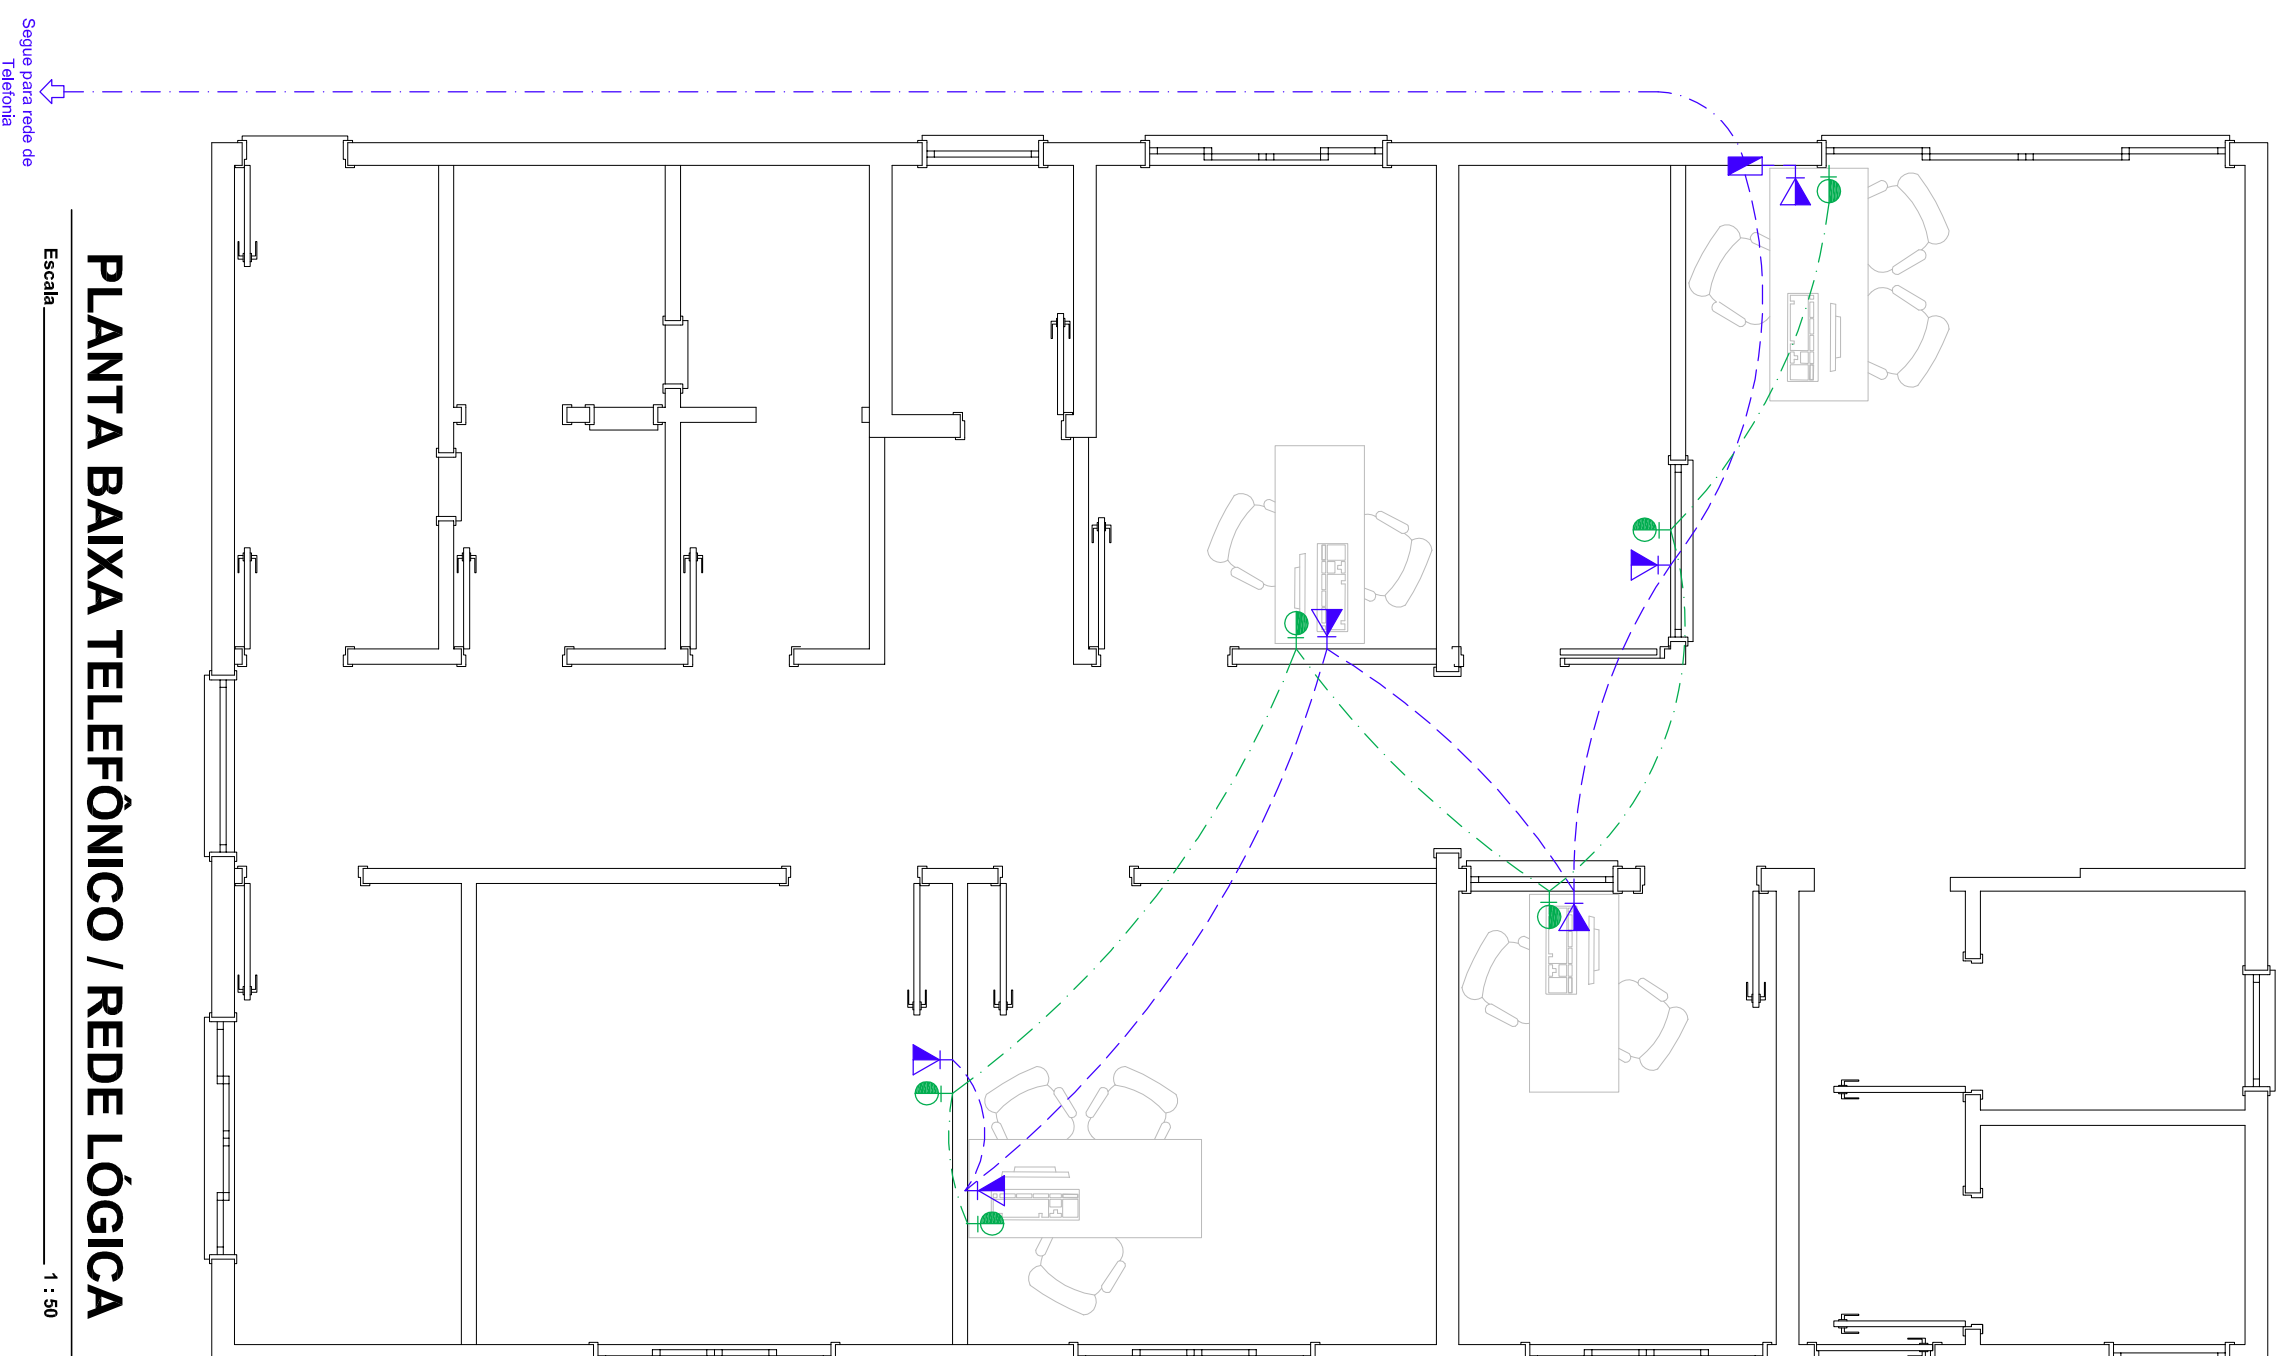 Segue para rede de
Telefonia
PLANTA BAIXA TELEFÔNICO / REDE LÓGICA
Escala 1 : 50